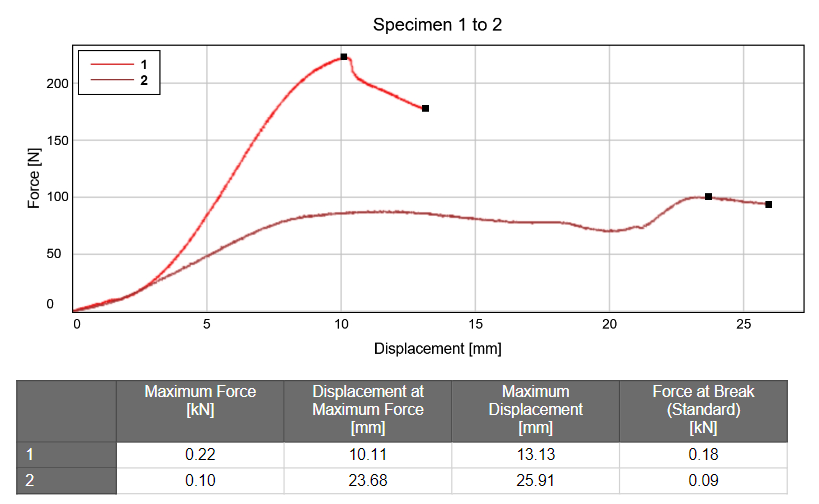 Specimen 1 to 2
1
2
200
150
100
50
0
Force [N]
0 5 10 15 20 25
Displacement [mm]
Maximum Force [kN] Displacement at Maximum Force [mm] Maximum Displacement [mm] Force at Break (Standard) [kN]
1 0.22 10.11 13.13 0.18
2 0.10 23.68 25.91 0.09